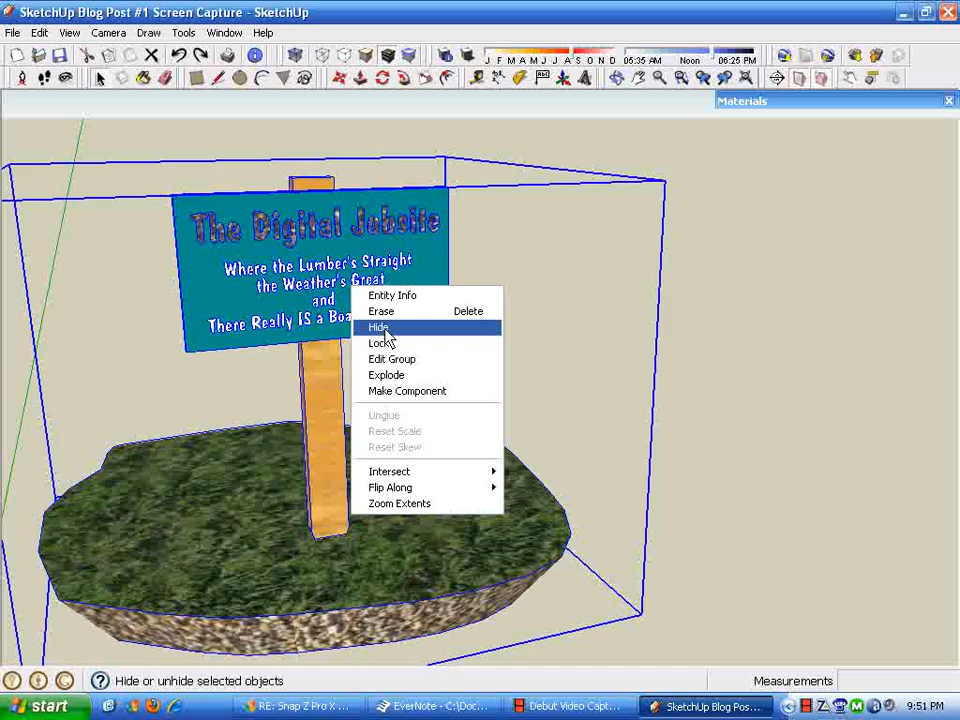 SketchUp Blog Post #1 Screen Capture - SketchUp
File Edit View Camera Draw Tools Window Help
J F M A M J J A S O N D 05:35 AM Noon 06:25 PM
Materials
The Digital Jobsite
Where the Lumber's Straight
the Weather's Great
and
There Really IS a
Entity Info
Erase Delete
Hide
Lock
Edit Group
Explode
Make Component
Unglue
Reset Scale
Reset Skew
Intersect
Flip Along
Zoom Extents
Hide or unhide selected objects Measurements
start RE: Snap Z Pro X ... EverNote - C:\Doc... Debut Video Capt... SketchUp Blog Pos... 9:51 PM